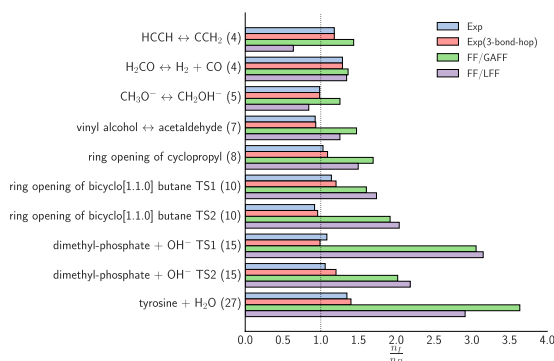 HCCH ↔ CCH₂ (4)
H₂CO ↔ H₂ + CO (4)
CH₃O⁻ ↔ CH₂OH⁻ (5)
vinyl alcohol ↔ acetaldehyde (7)
ring opening of cyclopropyl (8)
ring opening of bicyclo[1.1.0] butane TS1 (10)
ring opening of bicyclo[1.1.0] butane TS2 (10)
dimethyl-phosphate + OH⁻ TS1 (15)
dimethyl-phosphate + OH⁻ TS2 (15)
tyrosine + H₂O (27)
Exp
Exp(3-bond-hop)
FF/GAFF
FF/LFF
0.0 0.5 1.0 1.5 2.0 2.5 3.0 3.5 4.0
n_I